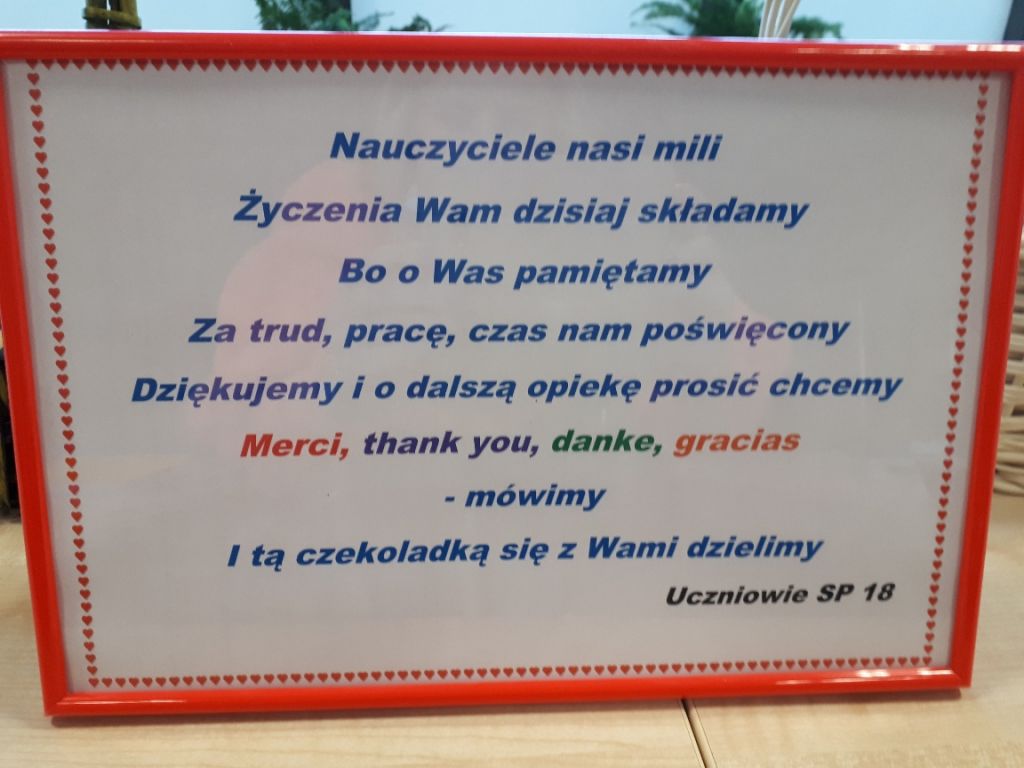 Nauczyciele nasi mili
Życzenia Wam dzisiaj składamy
Bo o Was pamiętamy
Za trud, pracę, czas nam poświęcony
Dziękujemy i o dalszą opiekę prosić chcemy
Merci, thank you, danke, gracias
- mówimy
I tą czekoladką się z Wami dzielimy
Uczniowie SP 18